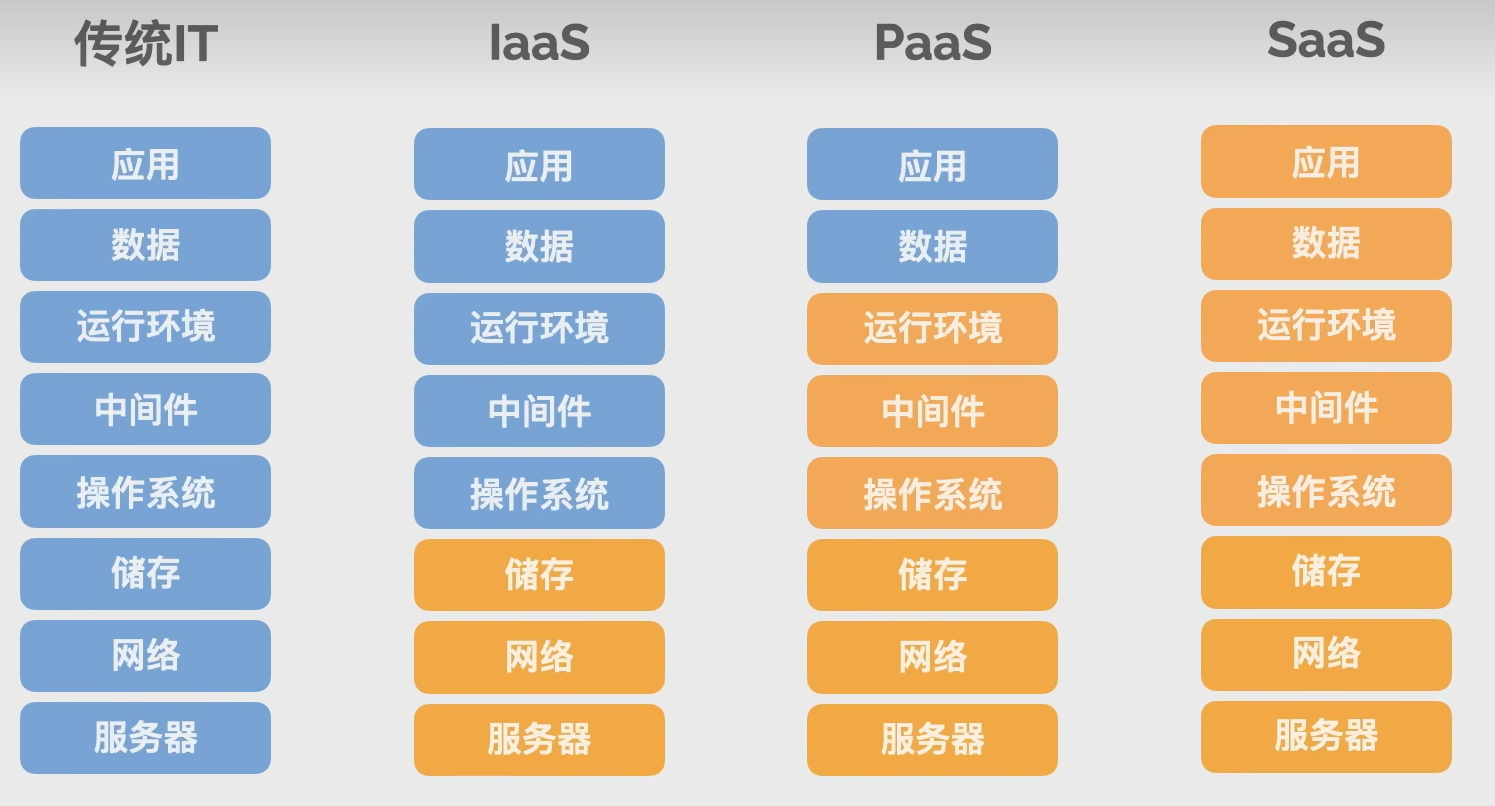 传统IT
IaaS
PaaS
SaaS
应用
应用
应用
应用
数据
数据
数据
数据
运行环境
运行环境
运行环境
运行环境
中间件
中间件
中间件
中间件
操作系统
操作系统
操作系统
操作系统
储存
储存
储存
储存
网络
网络
网络
网络
服务器
服务器
服务器
服务器